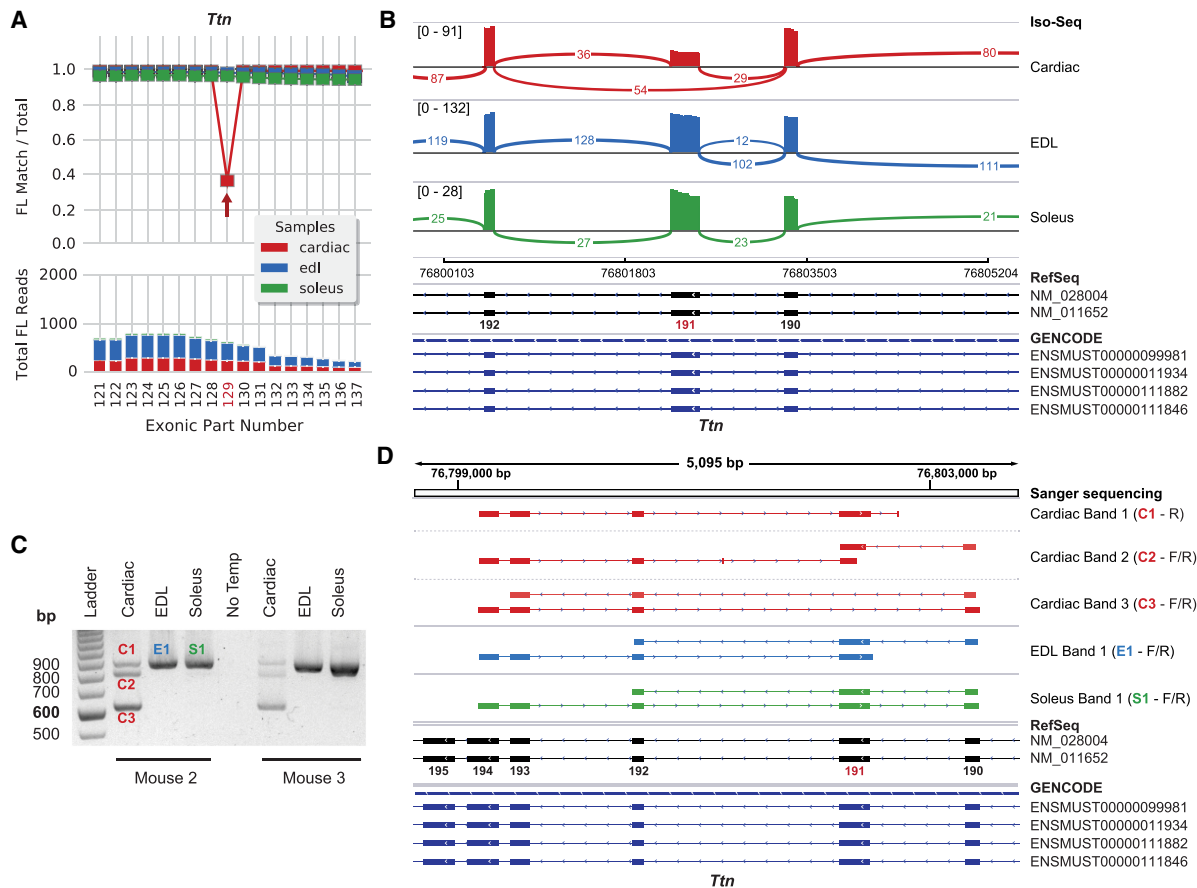 A
Ttn
FL Match / Total
1.0
0.8
0.6
0.4
0.2
0.0
Samples
cardiac
edl
soleus
Total FL Reads
2000
1000
0
121 122 123 124 125 126 127 128 129 130 131 132 133 134 135 136 137
Exonic Part Number
B
Iso-Seq
[0 - 91]
36
80
87
29
54
Cardiac
[0 - 132]
119
128
12
102
111
EDL
[0 - 28]
25
27
23
21
Soleus
76800103 76801803 76803503 76805204
RefSeq
NM_028004
NM_011652
192 191 190
GENCODE
ENSMUST00000099981
ENSMUST00000011934
ENSMUST00000111882
ENSMUST00000111846
Ttn
C
bp
Ladder Cardiac EDL Soleus No Temp Cardiac EDL Soleus
900
800
700
600
500
C1 E1 S1
C2
C3
Mouse 2 Mouse 3
D
5,095 bp
76,799,000 bp 76,803,000 bp
Sanger sequencing
Cardiac Band 1 (C1 - R)
Cardiac Band 2 (C2 - F/R)
Cardiac Band 3 (C3 - F/R)
EDL Band 1 (E1 - F/R)
Soleus Band 1 (S1 - F/R)
RefSeq
NM_028004
NM_011652
195 194 193 192 191 190
GENCODE
ENSMUST00000099981
ENSMUST00000011934
ENSMUST00000111882
ENSMUST00000111846
Ttn